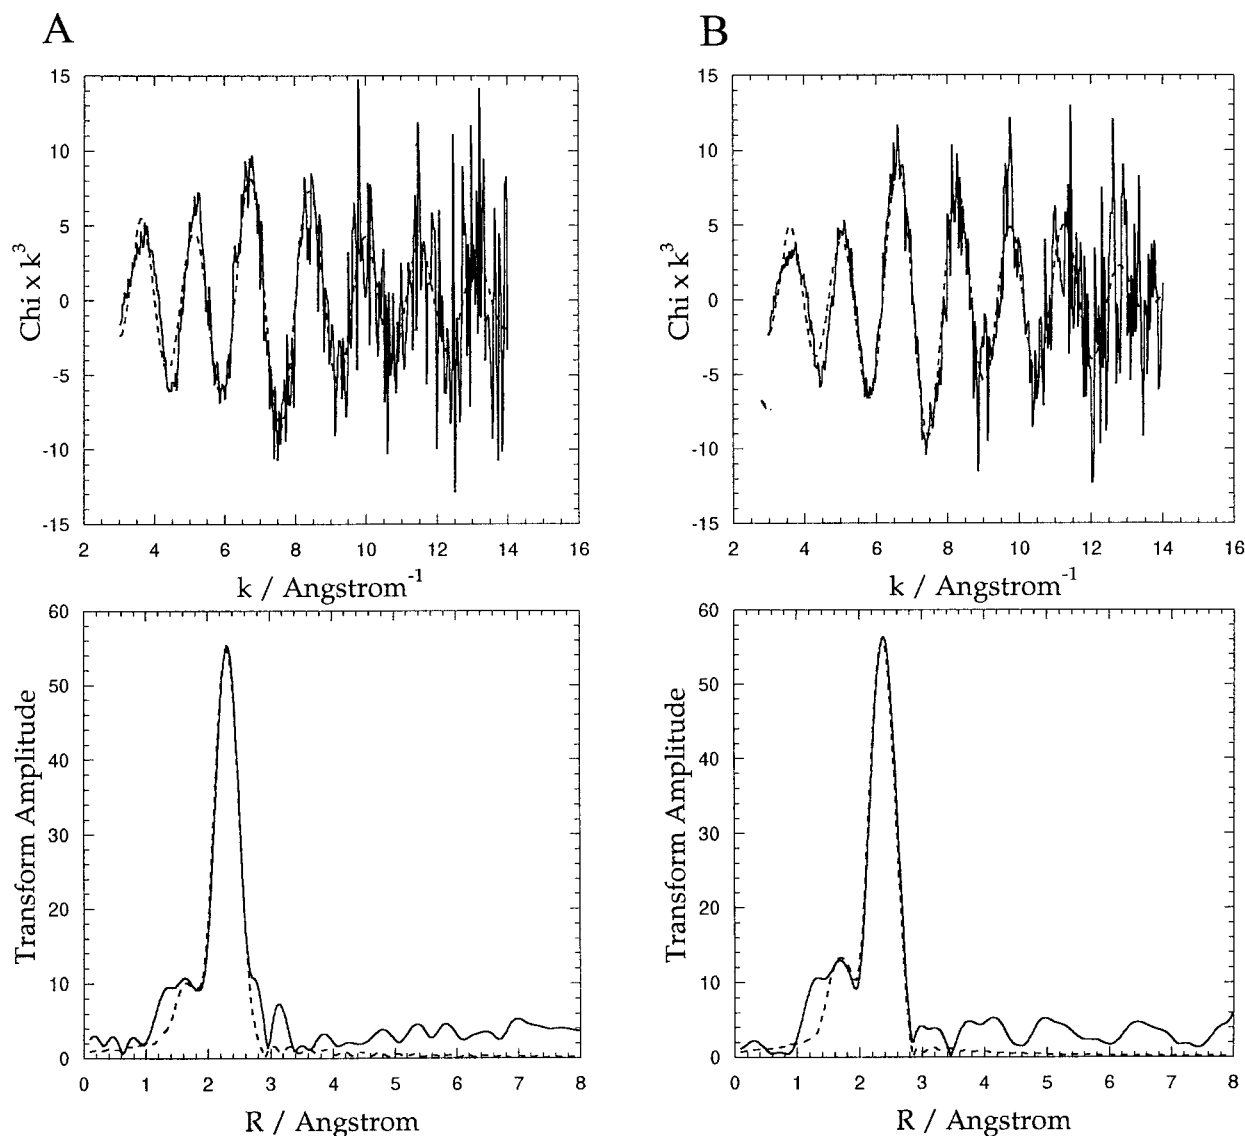 A
B
15
10
5
0
-5
-10
-15
Chi x k³
2 4 6 8 10 12 14 16
k / Angstrom⁻¹
15
10
5
0
-5
-10
-15
Chi x k³
2 4 6 8 10 12 14 16
k / Angstrom⁻¹
60
50
40
30
20
10
0
Transform Amplitude
0 1 2 3 4 5 6 7 8
R / Angstrom
60
50
40
30
20
10
0
Transform Amplitude
0 1 2 3 4 5 6 7 8
R / Angstrom